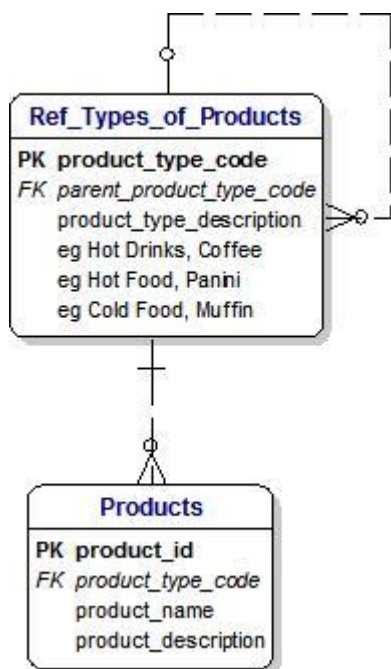 Ref_Types_of_Products
PK product_type_code
FK parent_product_type_code
product_type_description
eg Hot Drinks, Coffee
eg Hot Food, Panini
eg Cold Food, Muffin
Products
PK product_id
FK product_type_code
product_name
product_description